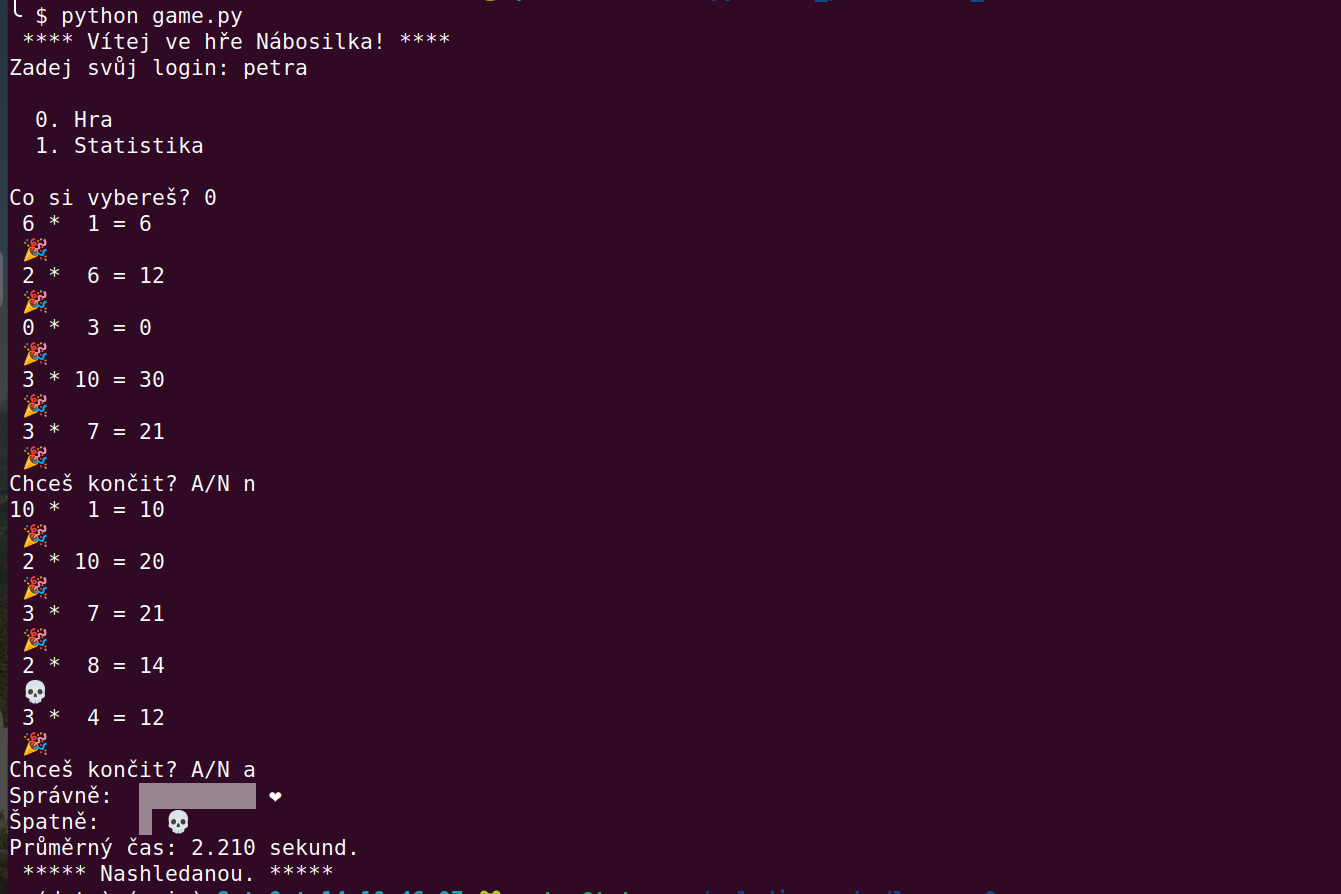 $ python game.py
**** Vítej ve hře Nábosilka! ****
Zadej svůj login: petra
0. Hra
1. Statistika
Co si vybereš? 0
6 *  1 = 6
🎉
2 *  6 = 12
🎉
0 *  3 = 0
🎉
3 * 10 = 30
🎉
3 *  7 = 21
🎉
Chceš končit? A/N n
10 *  1 = 10
🎉
2 * 10 = 20
🎉
3 *  7 = 21
🎉
2 *  8 = 14
💀
3 *  4 = 12
🎉
Chceš končit? A/N a
Správně: ❤
Špatně: 💀
Průměrný čas: 2.210 sekund.
***** Nashledanou. *****